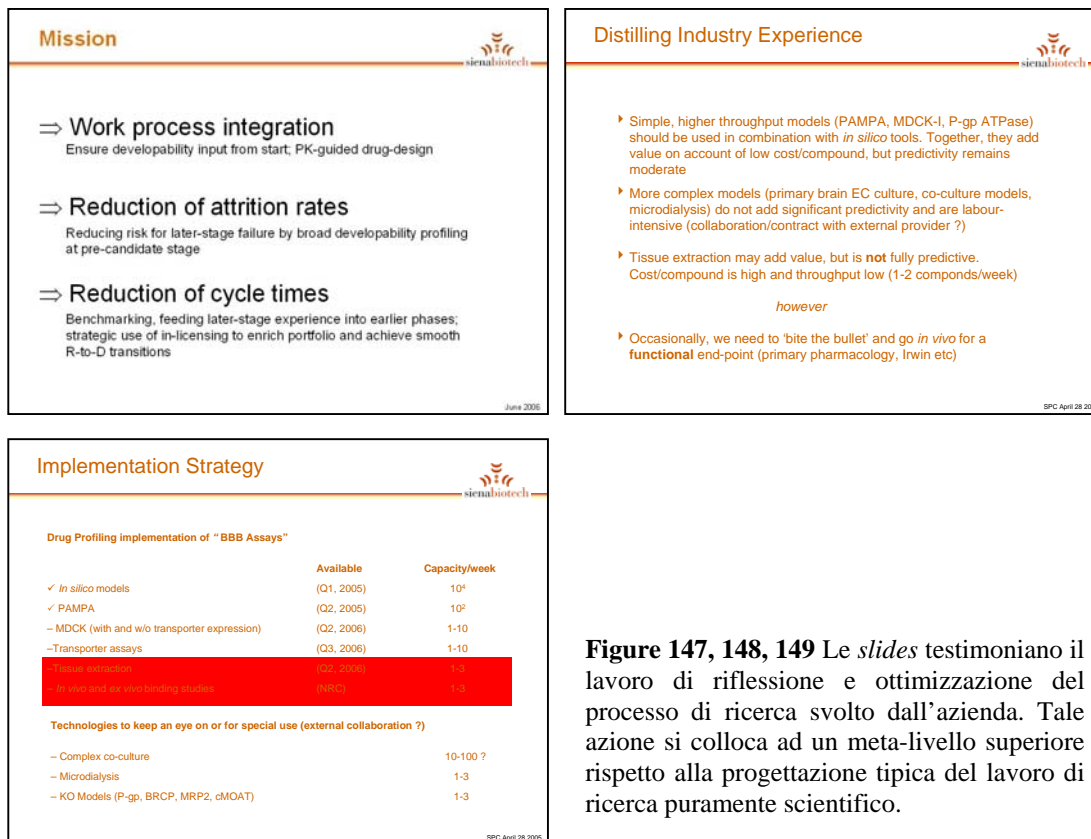 Mission
sienabiotech
⇒ Work process integration
Ensure developability input from start; PK-guided drug-design
⇒ Reduction of attrition rates
Reducing risk for later-stage failure by broad developability profiling
at pre-candidate stage
⇒ Reduction of cycle times
Benchmarking, feeding later-stage experience into earlier phases;
strategic use of in-licensing to enrich portfolio and achieve smooth
R-to-D transitions
June 2006
Distilling Industry Experience
sienabiotech
Simple, higher throughput models (PAMPA, MDCK-I, P-gp ATPase)
should be used in combination with in silico tools. Together, they add
value on account of low cost/compound, but predictivity remains
moderate
More complex models (primary brain EC culture, co-culture models,
microdialysis) do not add significant predictivity and are labour-
intensive (collaboration/contract with external provider ?)
Tissue extraction may add value, but is not fully predictive.
Cost/compound is high and throughput low (1-2 componds/week)
however
Occasionally, we need to 'bite the bullet' and go in vivo for a
functional end-point (primary pharmacology, Irwin etc)
SPC April 28 20
Implementation Strategy
sienabiotech
Drug Profiling implementation of "BBB Assays"
Available Capacity/week
✓ In silico models (Q1, 2005) 10⁴
✓ PAMPA (Q2, 2005) 10²
– MDCK (with and w/o transporter expression) (Q2, 2006) 1-10
–Transporter assays (Q3, 2006) 1-10
–Tissue extraction (Q2, 2006) 1-3
– In vivo and ex vivo binding studies (NRC) 1-3
Technologies to keep an eye on or for special use (external collaboration ?)
– Complex co-culture 10-100 ?
– Microdialysis 1-3
– KO Models (P-gp, BRCP, MRP2, cMOAT) 1-3
SPC April 28 2005
Figure 147, 148, 149 Le slides testimoniano il
lavoro di riflessione e ottimizzazione del
processo di ricerca svolto dall'azienda. Tale
azione si colloca ad un meta-livello superiore
rispetto alla progettazione tipica del lavoro di
ricerca puramente scientifico.